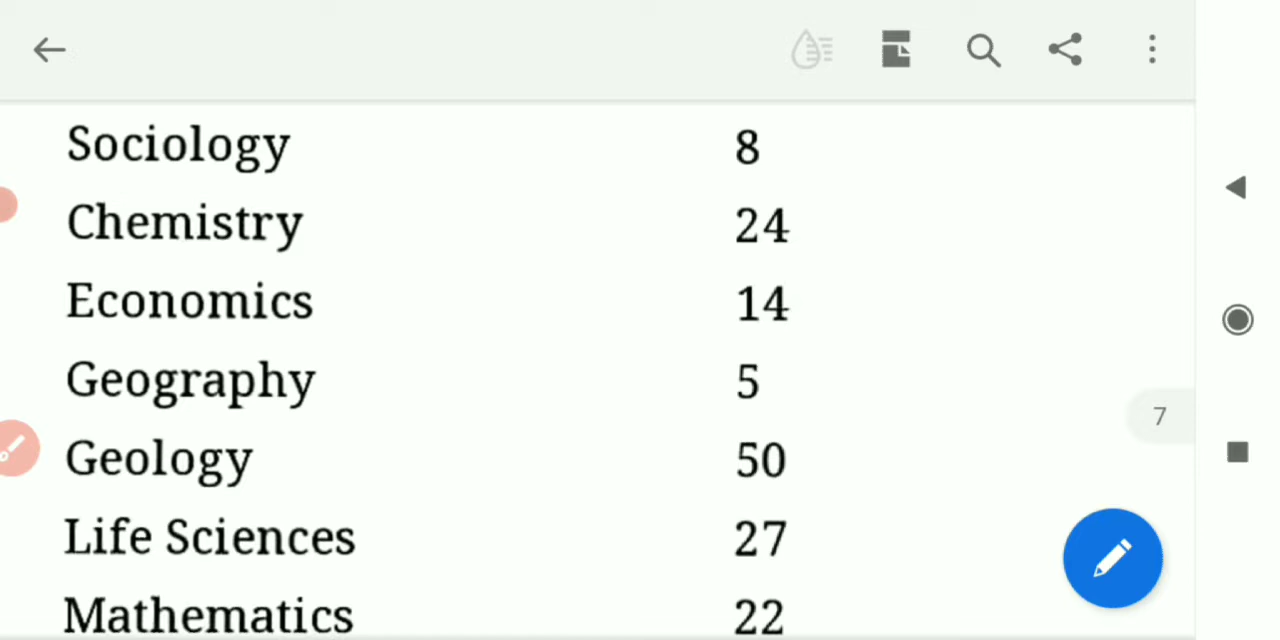 Sociology 8
Chemistry 24
Economics 14
Geography 5
Geology 50
7
Life Sciences 27
Mathematics 22